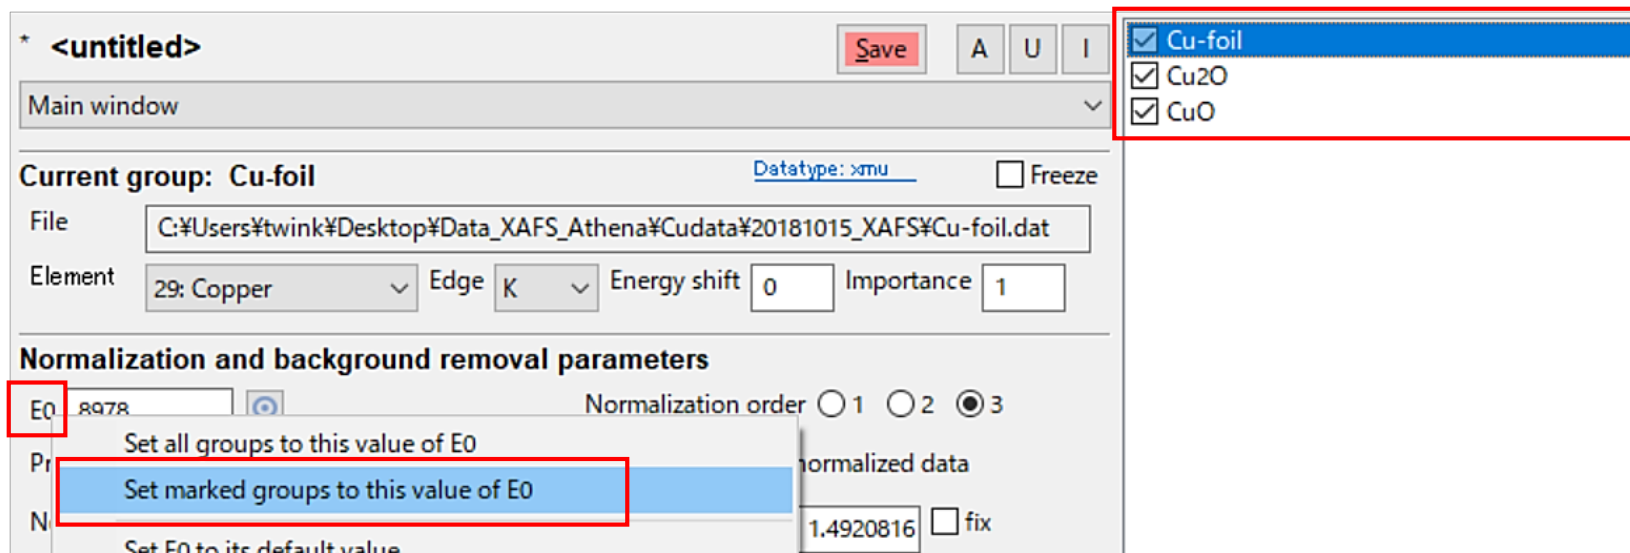 * <untitled>
Save A U I
Main window
Cu-foil
Cu2O
CuO
Current group: Cu-foil
Datatype: xmu
Freeze
File C:¥Users¥twink¥Desktop¥Data_XAFS_Athena¥Cudata¥20181015_XAFS¥Cu-foil.dat
Element 29: Copper Edge K Energy shift 0 Importance 1
Normalization and background removal parameters
E0 8978 Normalization order 1 2 3
Set all groups to this value of E0
normalized data
Set marked groups to this value of E0
1.4920816 fix
Set E0 to its default value